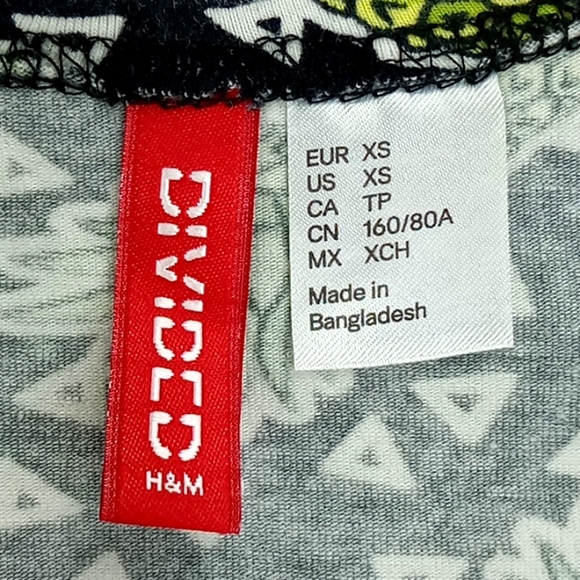 DIVIDED
H&M
EUR XS
US XS
CA TP
CN 160/80A
MX XCH
Made in
Bangladesh